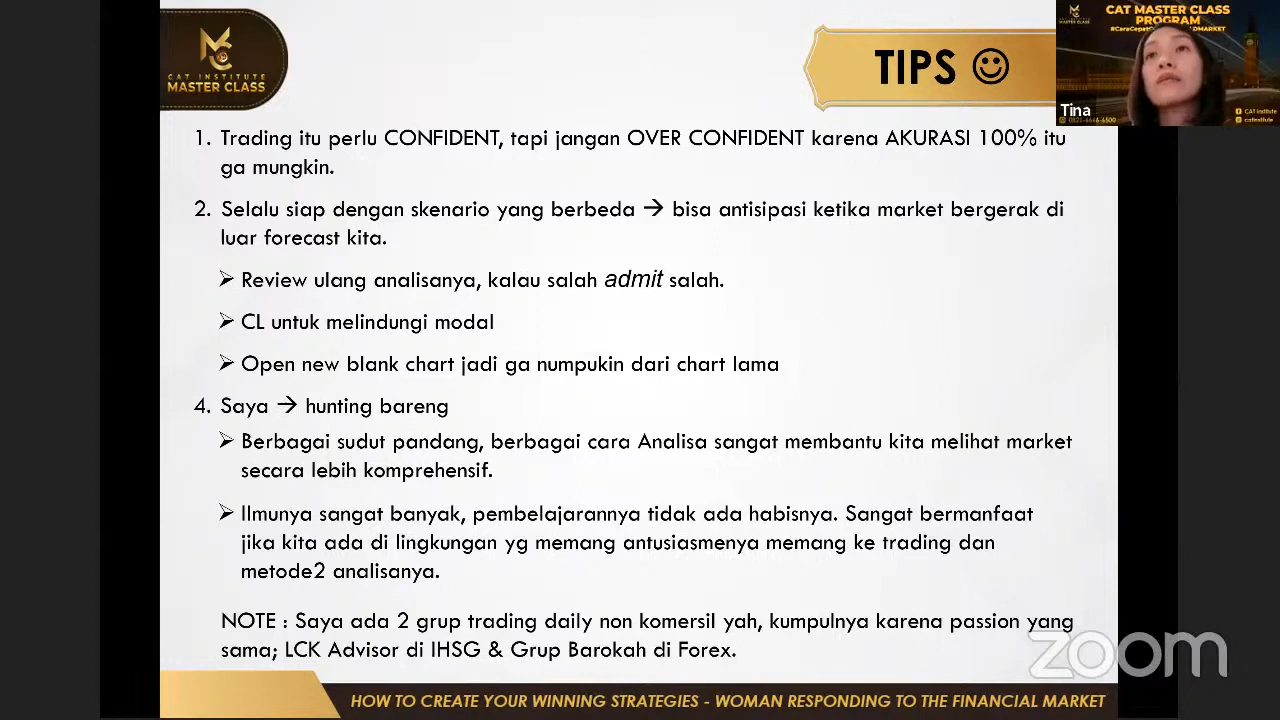 CAT INSTITUTE
MASTER CLASS
TIPS
CAT MASTER CLASS
PROGRAM
Tina
0821-6646-6500
CAT institute
catinstitute
1. Trading itu perlu CONFIDENT, tapi jangan OVER CONFIDENT karena AKURASI 100% itu
ga mungkin.
2. Selalu siap dengan skenario yang berbeda → bisa antisipasi ketika market bergerak di
luar forecast kita.
➢ Review ulang analisanya, kalau salah admit salah.
➢ CL untuk melindungi modal
➢ Open new blank chart jadi ga numpukin dari chart lama
4. Saya → hunting bareng
➢ Berbagai sudut pandang, berbagai cara Analisa sangat membantu kita melihat market
secara lebih komprehensif.
➢ Ilmunya sangat banyak, pembelajarannya tidak ada habisnya. Sangat bermanfaat
jika kita ada di lingkungan yg memang antusiasmenya memang ke trading dan
metode2 analisanya.
NOTE : Saya ada 2 grup trading daily non komersil yah, kumpulnya karena passion yang
sama; LCK Advisor di IHSG & Grup Barokah di Forex.
zoom
HOW TO CREATE YOUR WINNING STRATEGIES - WOMAN RESPONDING TO THE FINANCIAL MARKET